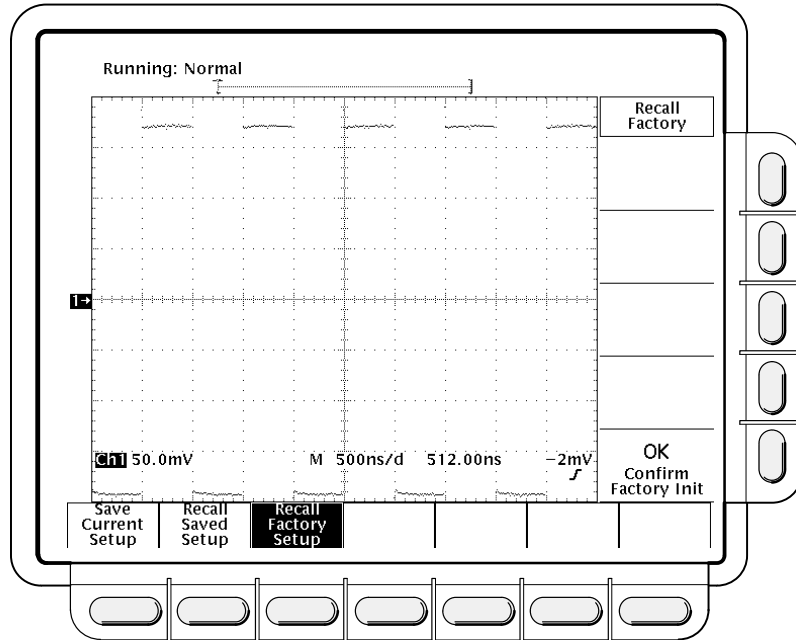 Running: Normal
Recall
Factory
1→
Ch1 50.0mV M 500ns/d 512.00ns −2mV
OK
Confirm
Factory Init
Save
Current
Setup
Recall
Saved
Setup
Recall
Factory
Setup